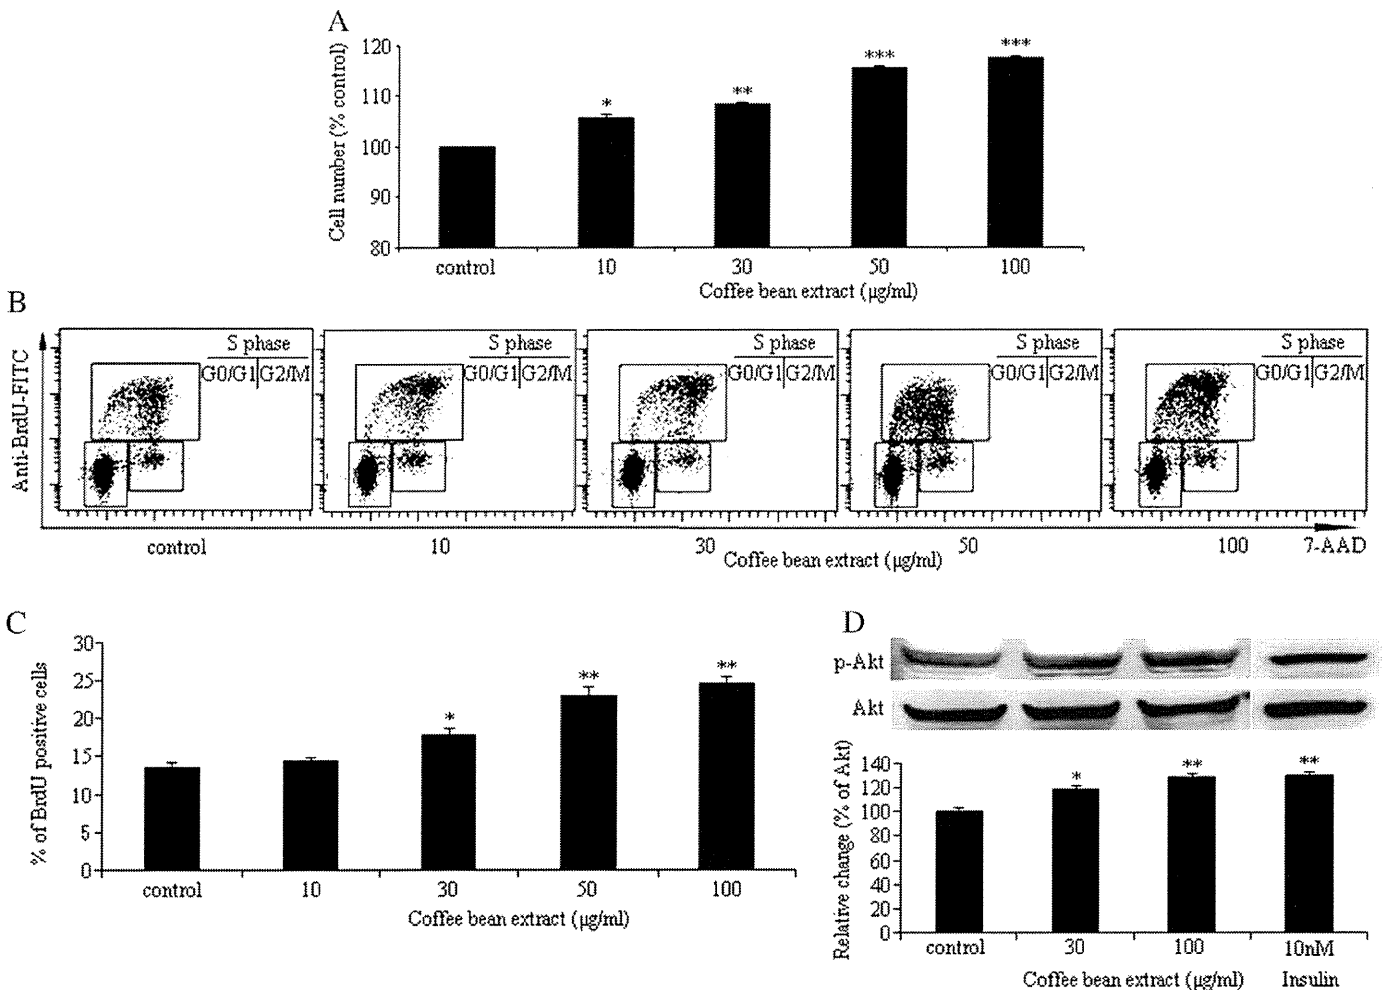 A
120
110
100
90
80
Cell number (% control)
*
**
***
***
control 10 30 50 100
Coffee bean extract (µg/ml)
B
Anti-BrdU-FITC
S phase S phase S phase S phase S phase
G0/G1 G2/M G0/G1 G2/M G0/G1 G2/M G0/G1 G2/M G0/G1 G2/M
control 10 30 50 100 7-AAD
Coffee bean extract (µg/ml)
C
30
25
20
15
10
5
0
% of BrdU positive cells
*
**
**
control 10 30 50 100
Coffee bean extract (µg/ml)
D
p-Akt
Akt
140
120
100
80
60
40
20
0
Relative change (% of Akt)
*
**
**
control 30 100 10nM
Coffee bean extract (µg/ml) Insulin